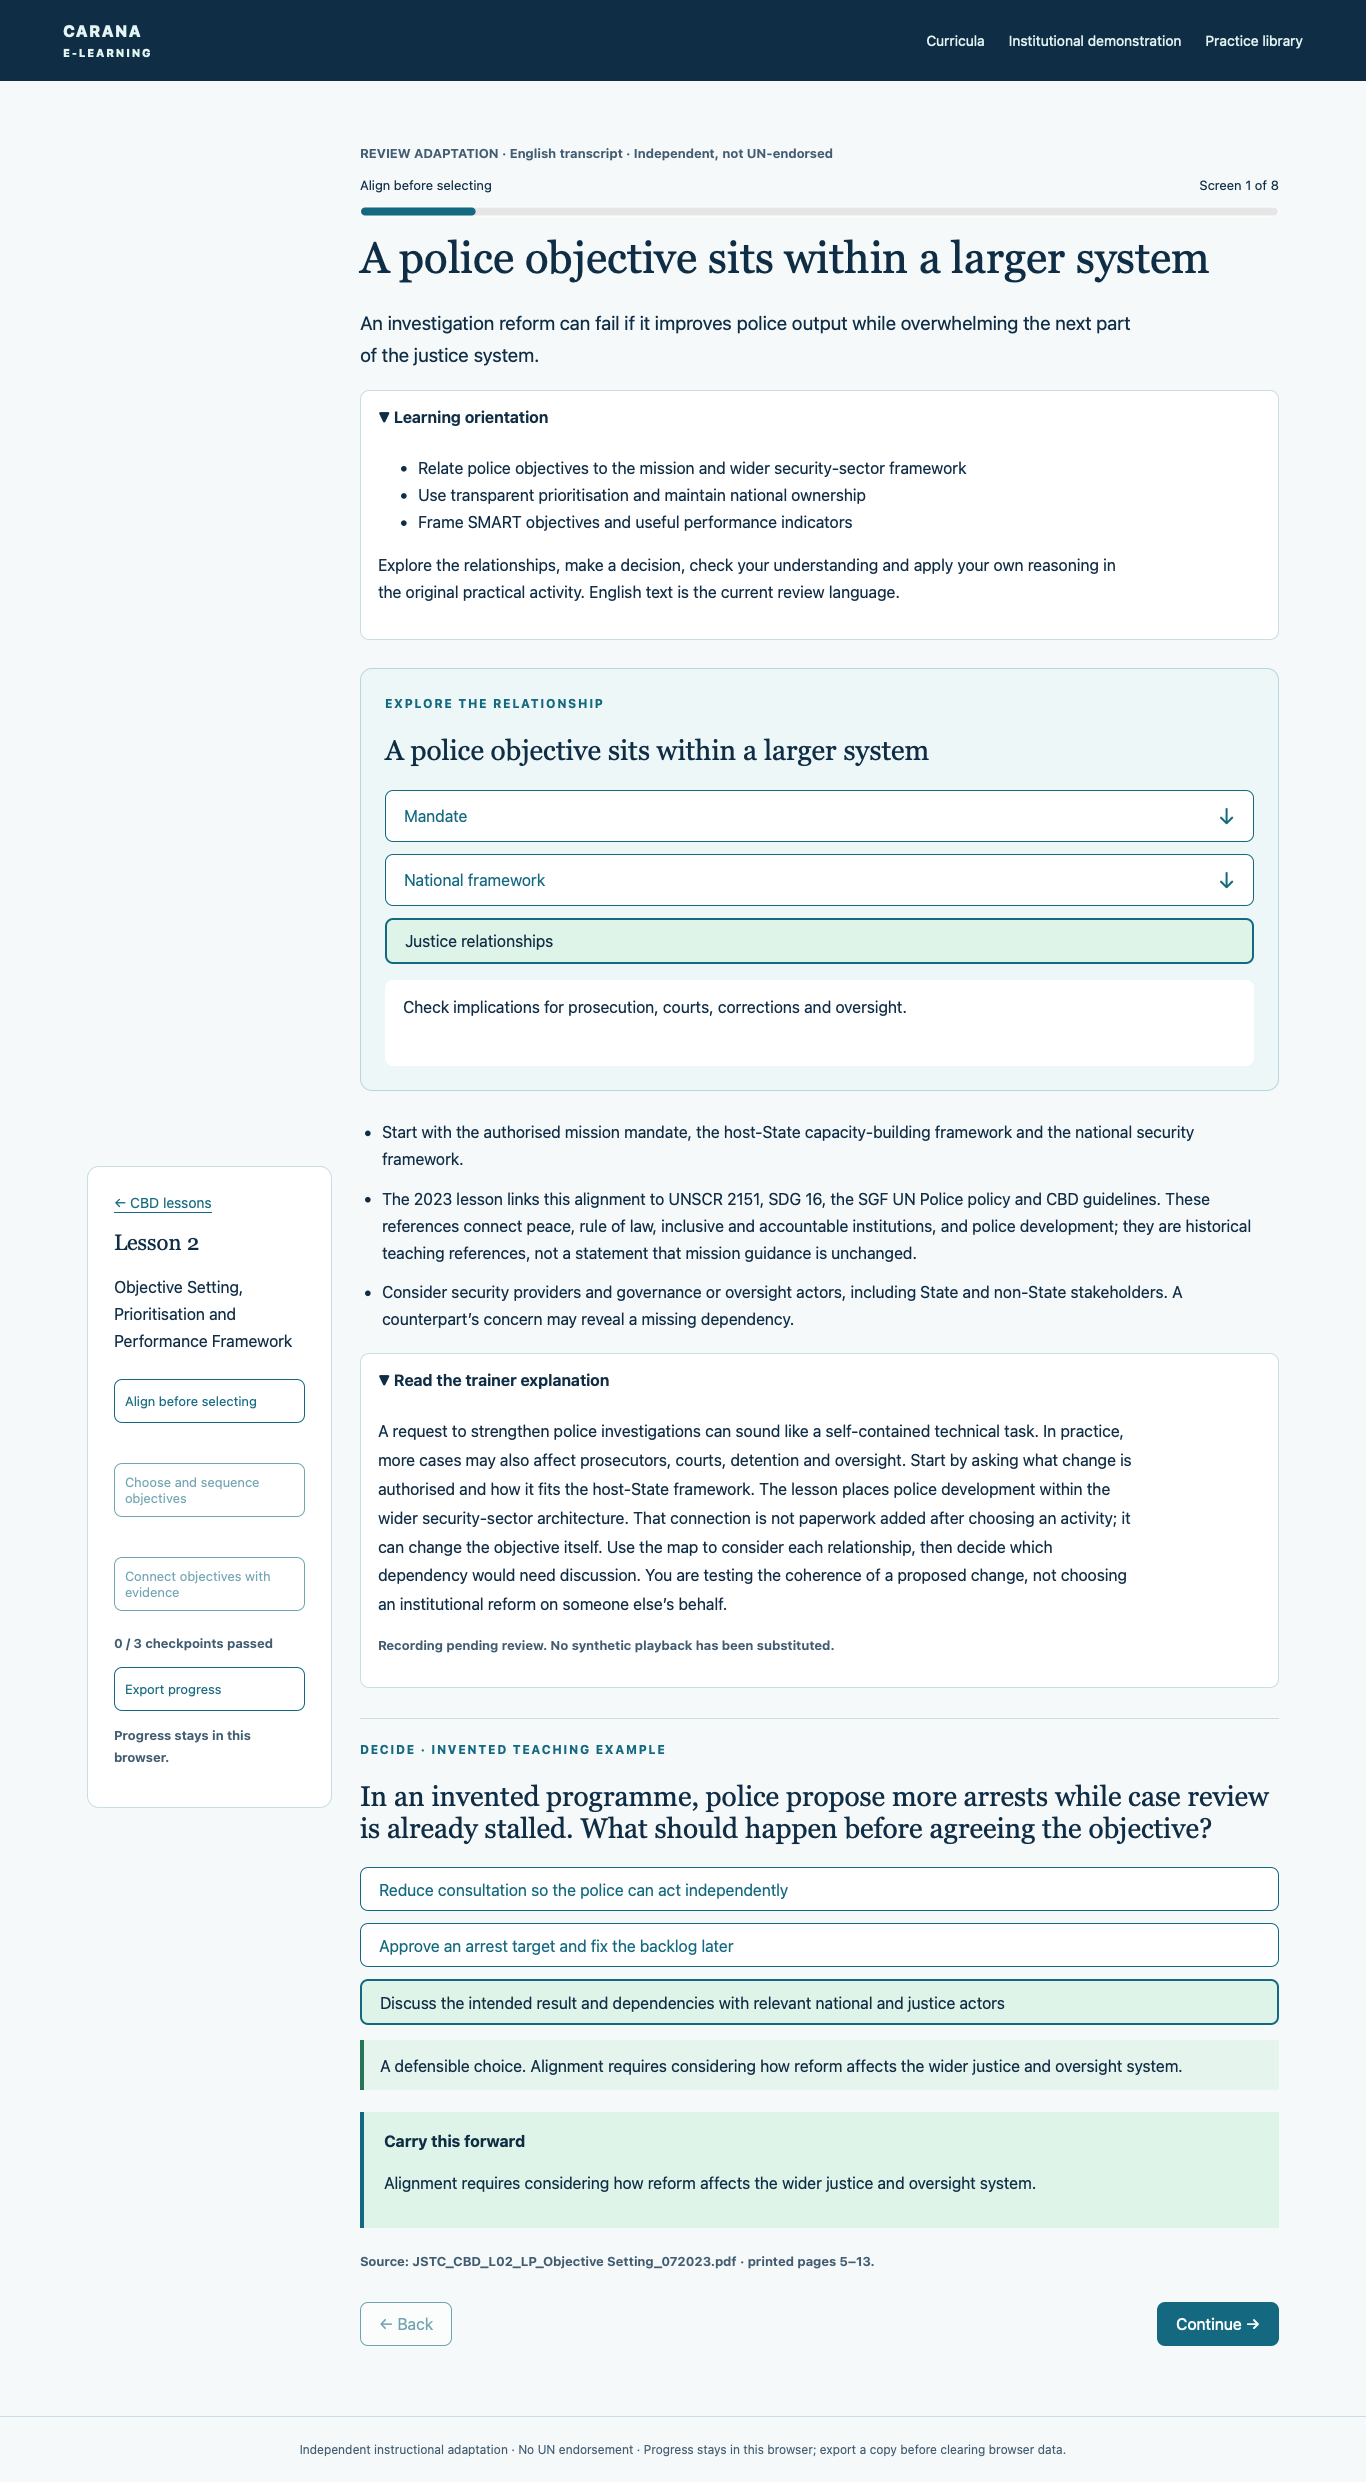 CARANA
E-LEARNING
Curricula
Institutional demonstration
Practice library
REVIEW ADAPTATION · English transcript · Independent, not UN-endorsed
Align before selecting
Screen 1 of 8
A police objective sits within a larger system
An investigation reform can fail if it improves police output while overwhelming the next part
of the justice system.
▼ Learning orientation
• Relate police objectives to the mission and wider security-sector framework
• Use transparent prioritisation and maintain national ownership
• Frame SMART objectives and useful performance indicators
Explore the relationships, make a decision, check your understanding and apply your own reasoning in
the original practical activity. English text is the current review language.
EXPLORE THE RELATIONSHIP
A police objective sits within a larger system
Mandate ↓
National framework ↓
Justice relationships
Check implications for prosecution, courts, corrections and oversight.
• Start with the authorised mission mandate, the host-State capacity-building framework and the national security
framework.
• The 2023 lesson links this alignment to UNSCR 2151, SDG 16, the SGF UN Police policy and CBD guidelines. These
references connect peace, rule of law, inclusive and accountable institutions, and police development; they are historical
teaching references, not a statement that mission guidance is unchanged.
• Consider security providers and governance or oversight actors, including State and non-State stakeholders. A
counterpart’s concern may reveal a missing dependency.
← CBD lessons
Lesson 2
Objective Setting,
Prioritisation and
Performance Framework
Align before selecting
Choose and sequence
objectives
Connect objectives with
evidence
0 / 3 checkpoints passed
Export progress
Progress stays in this
browser.
▼ Read the trainer explanation
A request to strengthen police investigations can sound like a self-contained technical task. In practice,
more cases may also affect prosecutors, courts, detention and oversight. Start by asking what change is
authorised and how it fits the host-State framework. The lesson places police development within the
wider security-sector architecture. That connection is not paperwork added after choosing an activity; it
can change the objective itself. Use the map to consider each relationship, then decide which
dependency would need discussion. You are testing the coherence of a proposed change, not choosing
an institutional reform on someone else’s behalf.
Recording pending review. No synthetic playback has been substituted.
DECIDE · INVENTED TEACHING EXAMPLE
In an invented programme, police propose more arrests while case review
is already stalled. What should happen before agreeing the objective?
Reduce consultation so the police can act independently
Approve an arrest target and fix the backlog later
Discuss the intended result and dependencies with relevant national and justice actors
A defensible choice. Alignment requires considering how reform affects the wider justice and oversight system.
Carry this forward
Alignment requires considering how reform affects the wider justice and oversight system.
Source: JSTC_CBD_L02_LP_Objective Setting_072023.pdf · printed pages 5–13.
← Back
Continue →
Independent instructional adaptation · No UN endorsement · Progress stays in this browser; export a copy before clearing browser data.